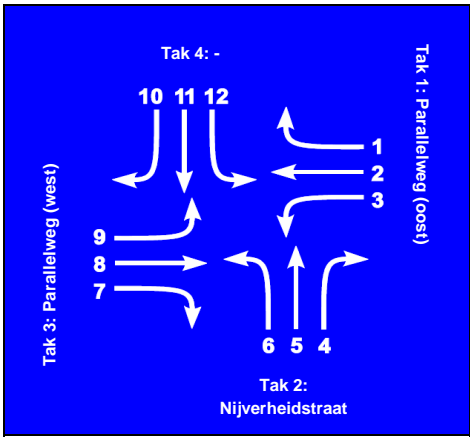 Tak 4: -
10 11 12
Tak 1: Parallelweg (oost)
1
2
3
Tak 3: Parallelweg (west)
9
8
7
6 5 4
Tak 2:
Nijverheidstraat